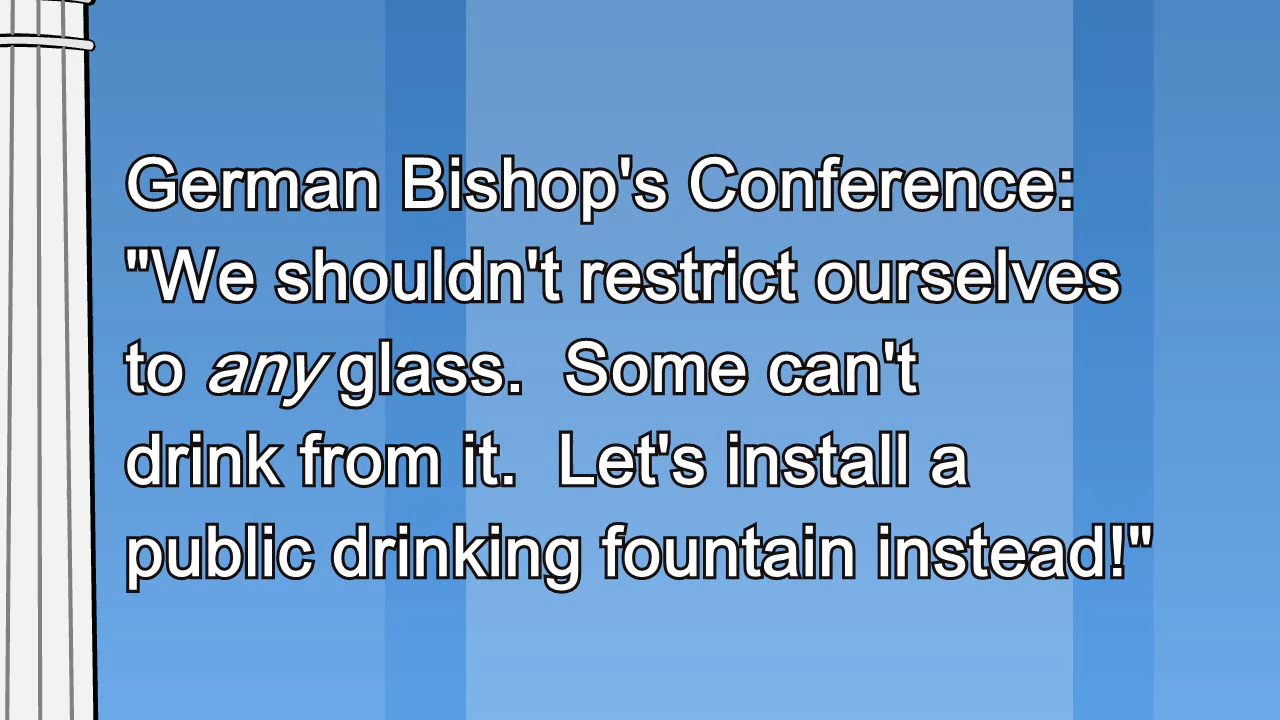 German Bishop's Conference:
"We shouldn't restrict ourselves
to any glass.  Some can't
drink from it.  Let's install a
public drinking fountain instead!"